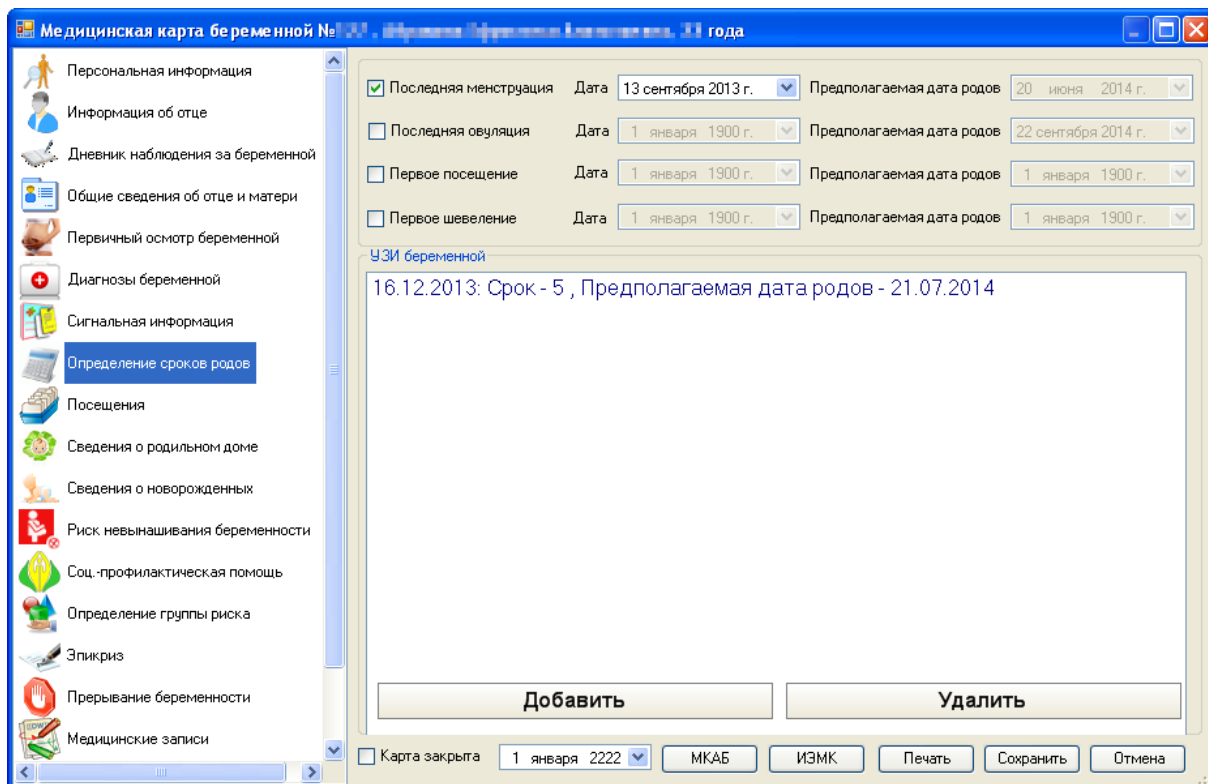 Медицинская карта беременной № года
Персональная информация
Информация об отце
Дневник наблюдения за беременной
Общие сведения об отце и матери
Первичный осмотр беременной
Диагнозы беременной
Сигнальная информация
Определение сроков родов
Посещения
Сведения о родильном доме
Сведения о новорожденных
Риск невынашивания беременности
Соц.-профилактическая помощь
Определение группы риска
Эпикриз
Прерывание беременности
Медицинские записи
Последняя менструация Дата 13 сентября 2013 г. Предполагаемая дата родов 20 июня 2014 г.
Последняя овуляция Дата 1 января 1900 г. Предполагаемая дата родов 22 сентября 2014 г.
Первое посещение Дата 1 января 1900 г. Предполагаемая дата родов 1 января 1900 г.
Первое шевеление Дата 1 января 1900 г. Предполагаемая дата родов 1 января 1900 г.
УЗИ беременной
16.12.2013: Срок - 5 , Предполагаемая дата родов - 21.07.2014
Добавить Удалить
Карта закрыта 1 января 2222 МКАБ ИЭМК Печать Сохранить Отмена